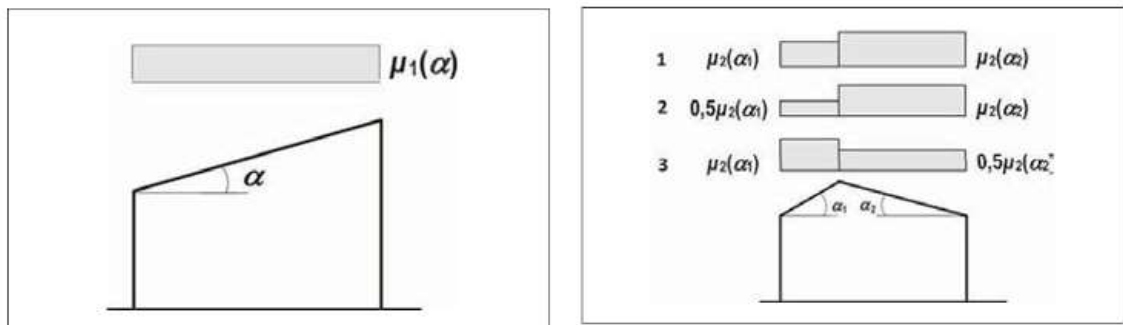 μ₁(α)
α
1 μ₂(α₁) μ₂(α₂)
2 0,5μ₂(α₁) μ₂(α₂)
3 μ₂(α₁) 0,5μ₂(α₂
α₁ α₂